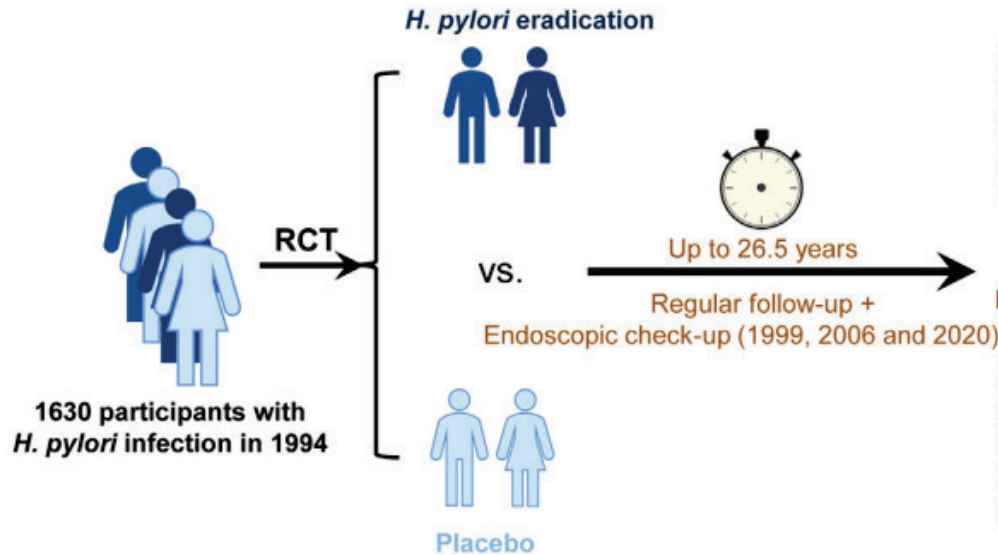 H. pylori eradication
RCT
VS.
Up to 26.5 years
Regular follow-up +
Endoscopic check-up (1999, 2006 and 2020)
1630 participants with
H. pylori infection in 1994
Placebo